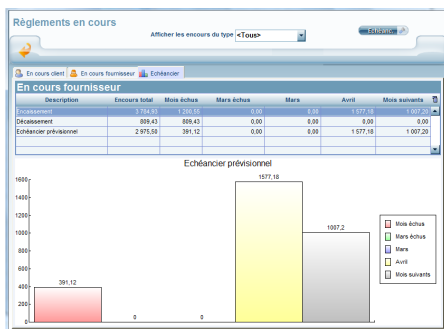 Règlements en cours
Afficher les encours du type <Tous>
Echéanc.
En cours client En cours fournisseur Echéancier
En cours fournisseur
Description Encours total Mois échus Mars échus Mars Avril Mois suivants
Encaissement 3 784,93 1 200,55 0,00 0,00 1 577,18 1 007,20
Décaissement 809,43 809,43 0,00 0,00 0,00 0,00
Echéancier prévisionnel 2 975,50 391,12 0,00 0,00 1 577,18 1 007,20
Echéancier prévisionnel
1600
1400
1200
1000
800
600
400
200
0
391,12
0
0
1577,18
1007,2
Mois échus
Mars échus
Mars
Avril
Mois suivants